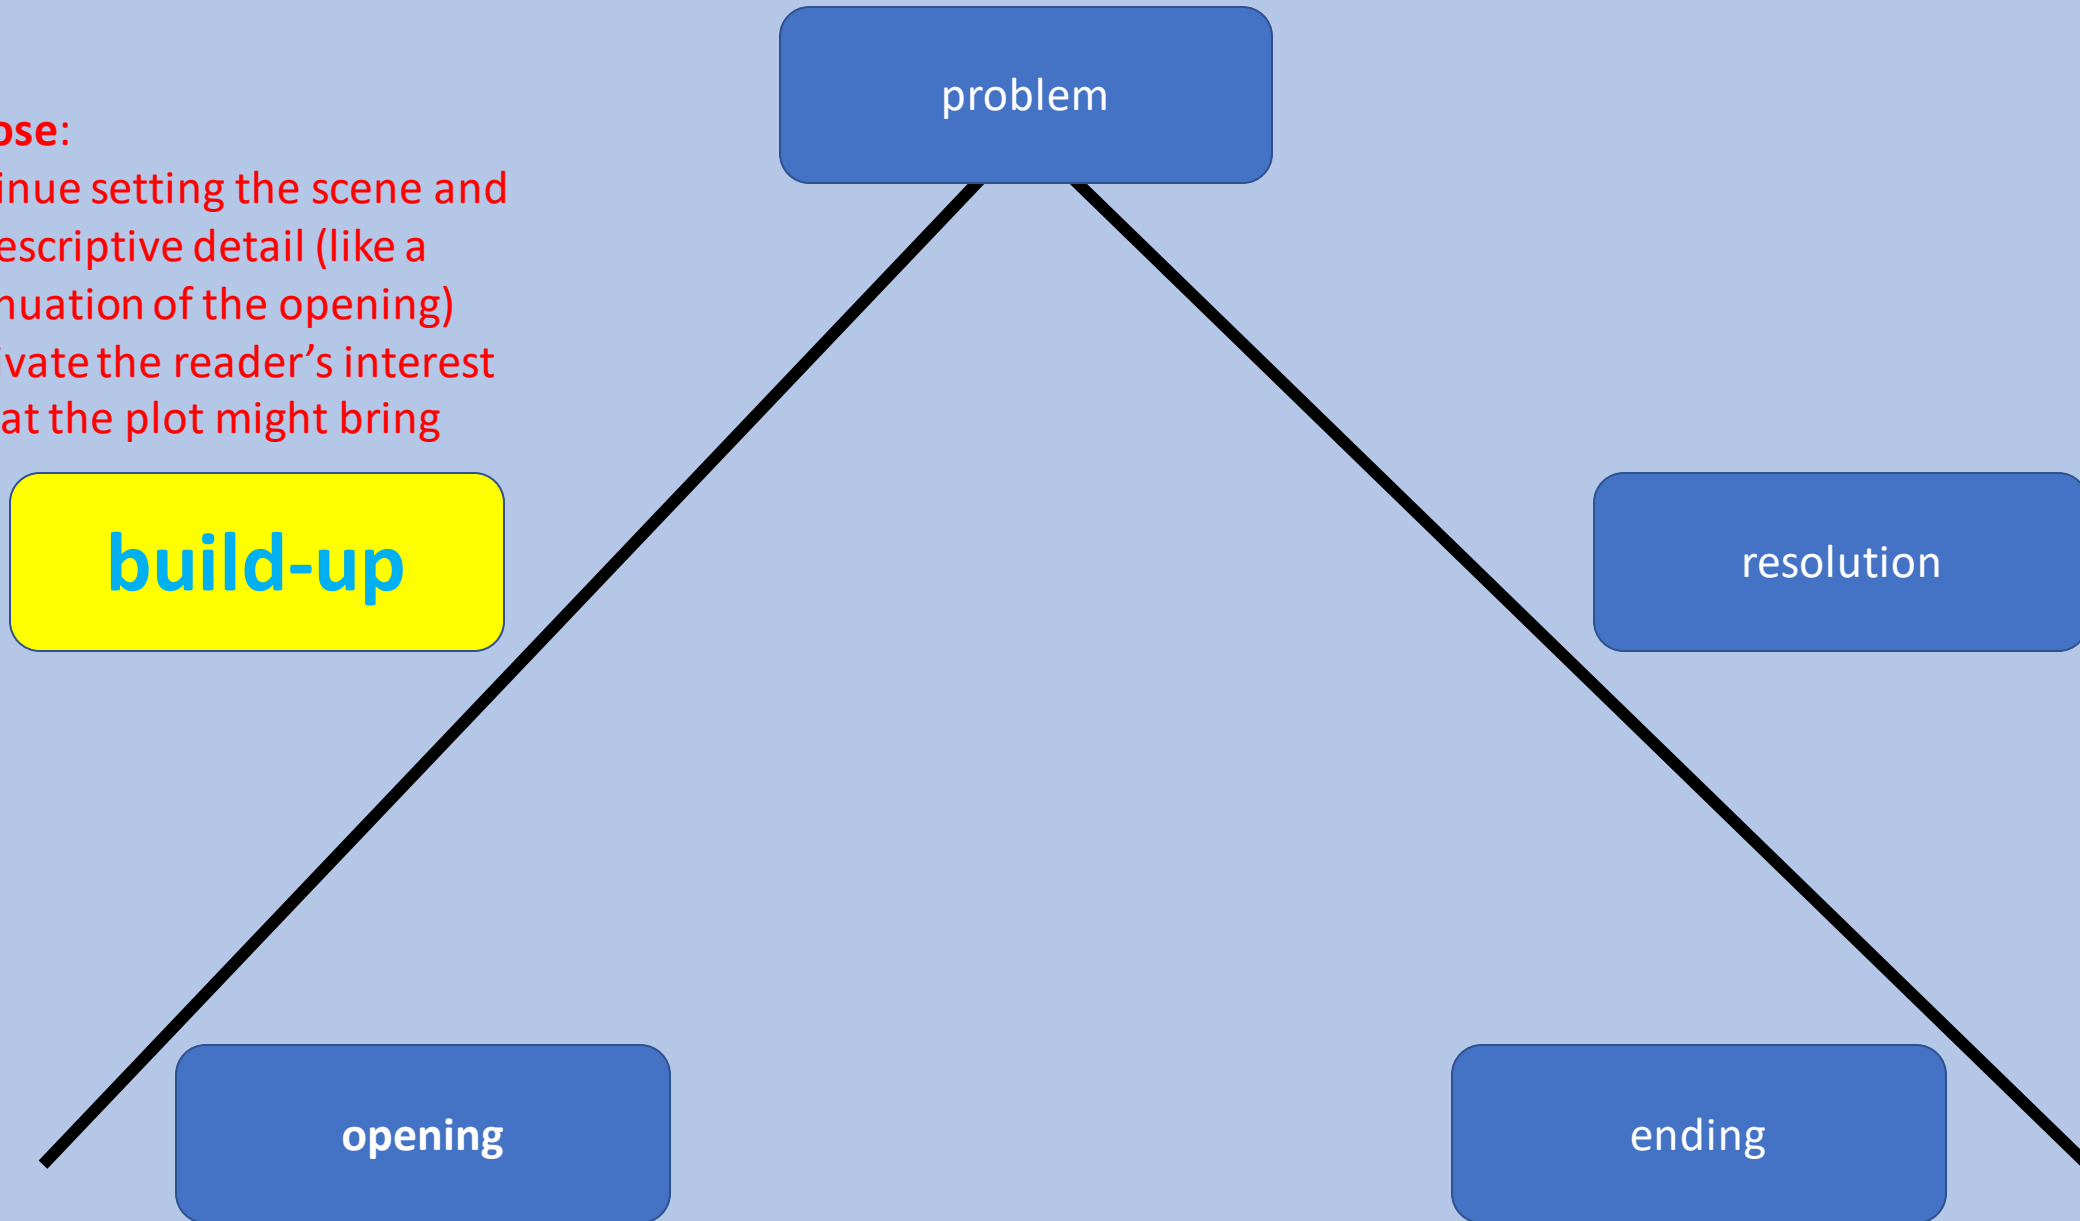 problem
ose:
inue setting the scene and
escriptive detail (like a
nuation of the opening)
ivate the reader’s interest
at the plot might bring
build-up
resolution
opening
ending